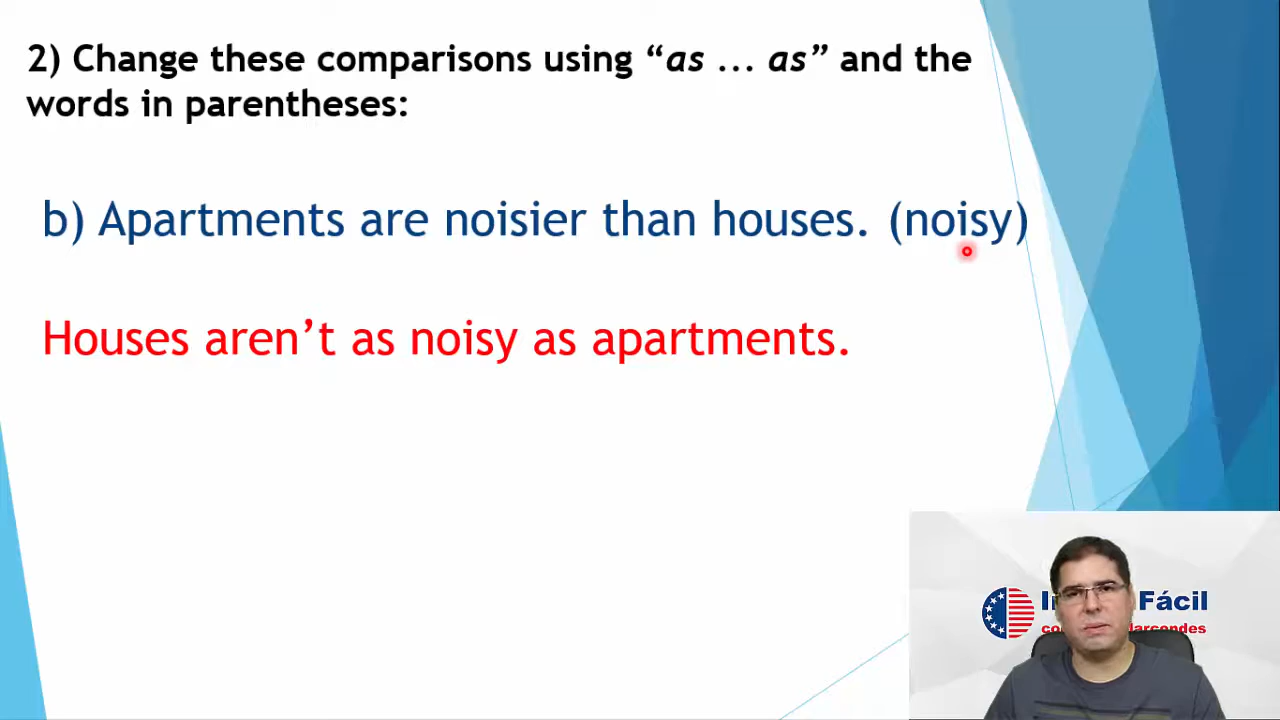 2) Change these comparisons using “as ... as” and the
words in parentheses:
b) Apartments are noisier than houses. (noisy)
Houses aren’t as noisy as apartments.
Fácil